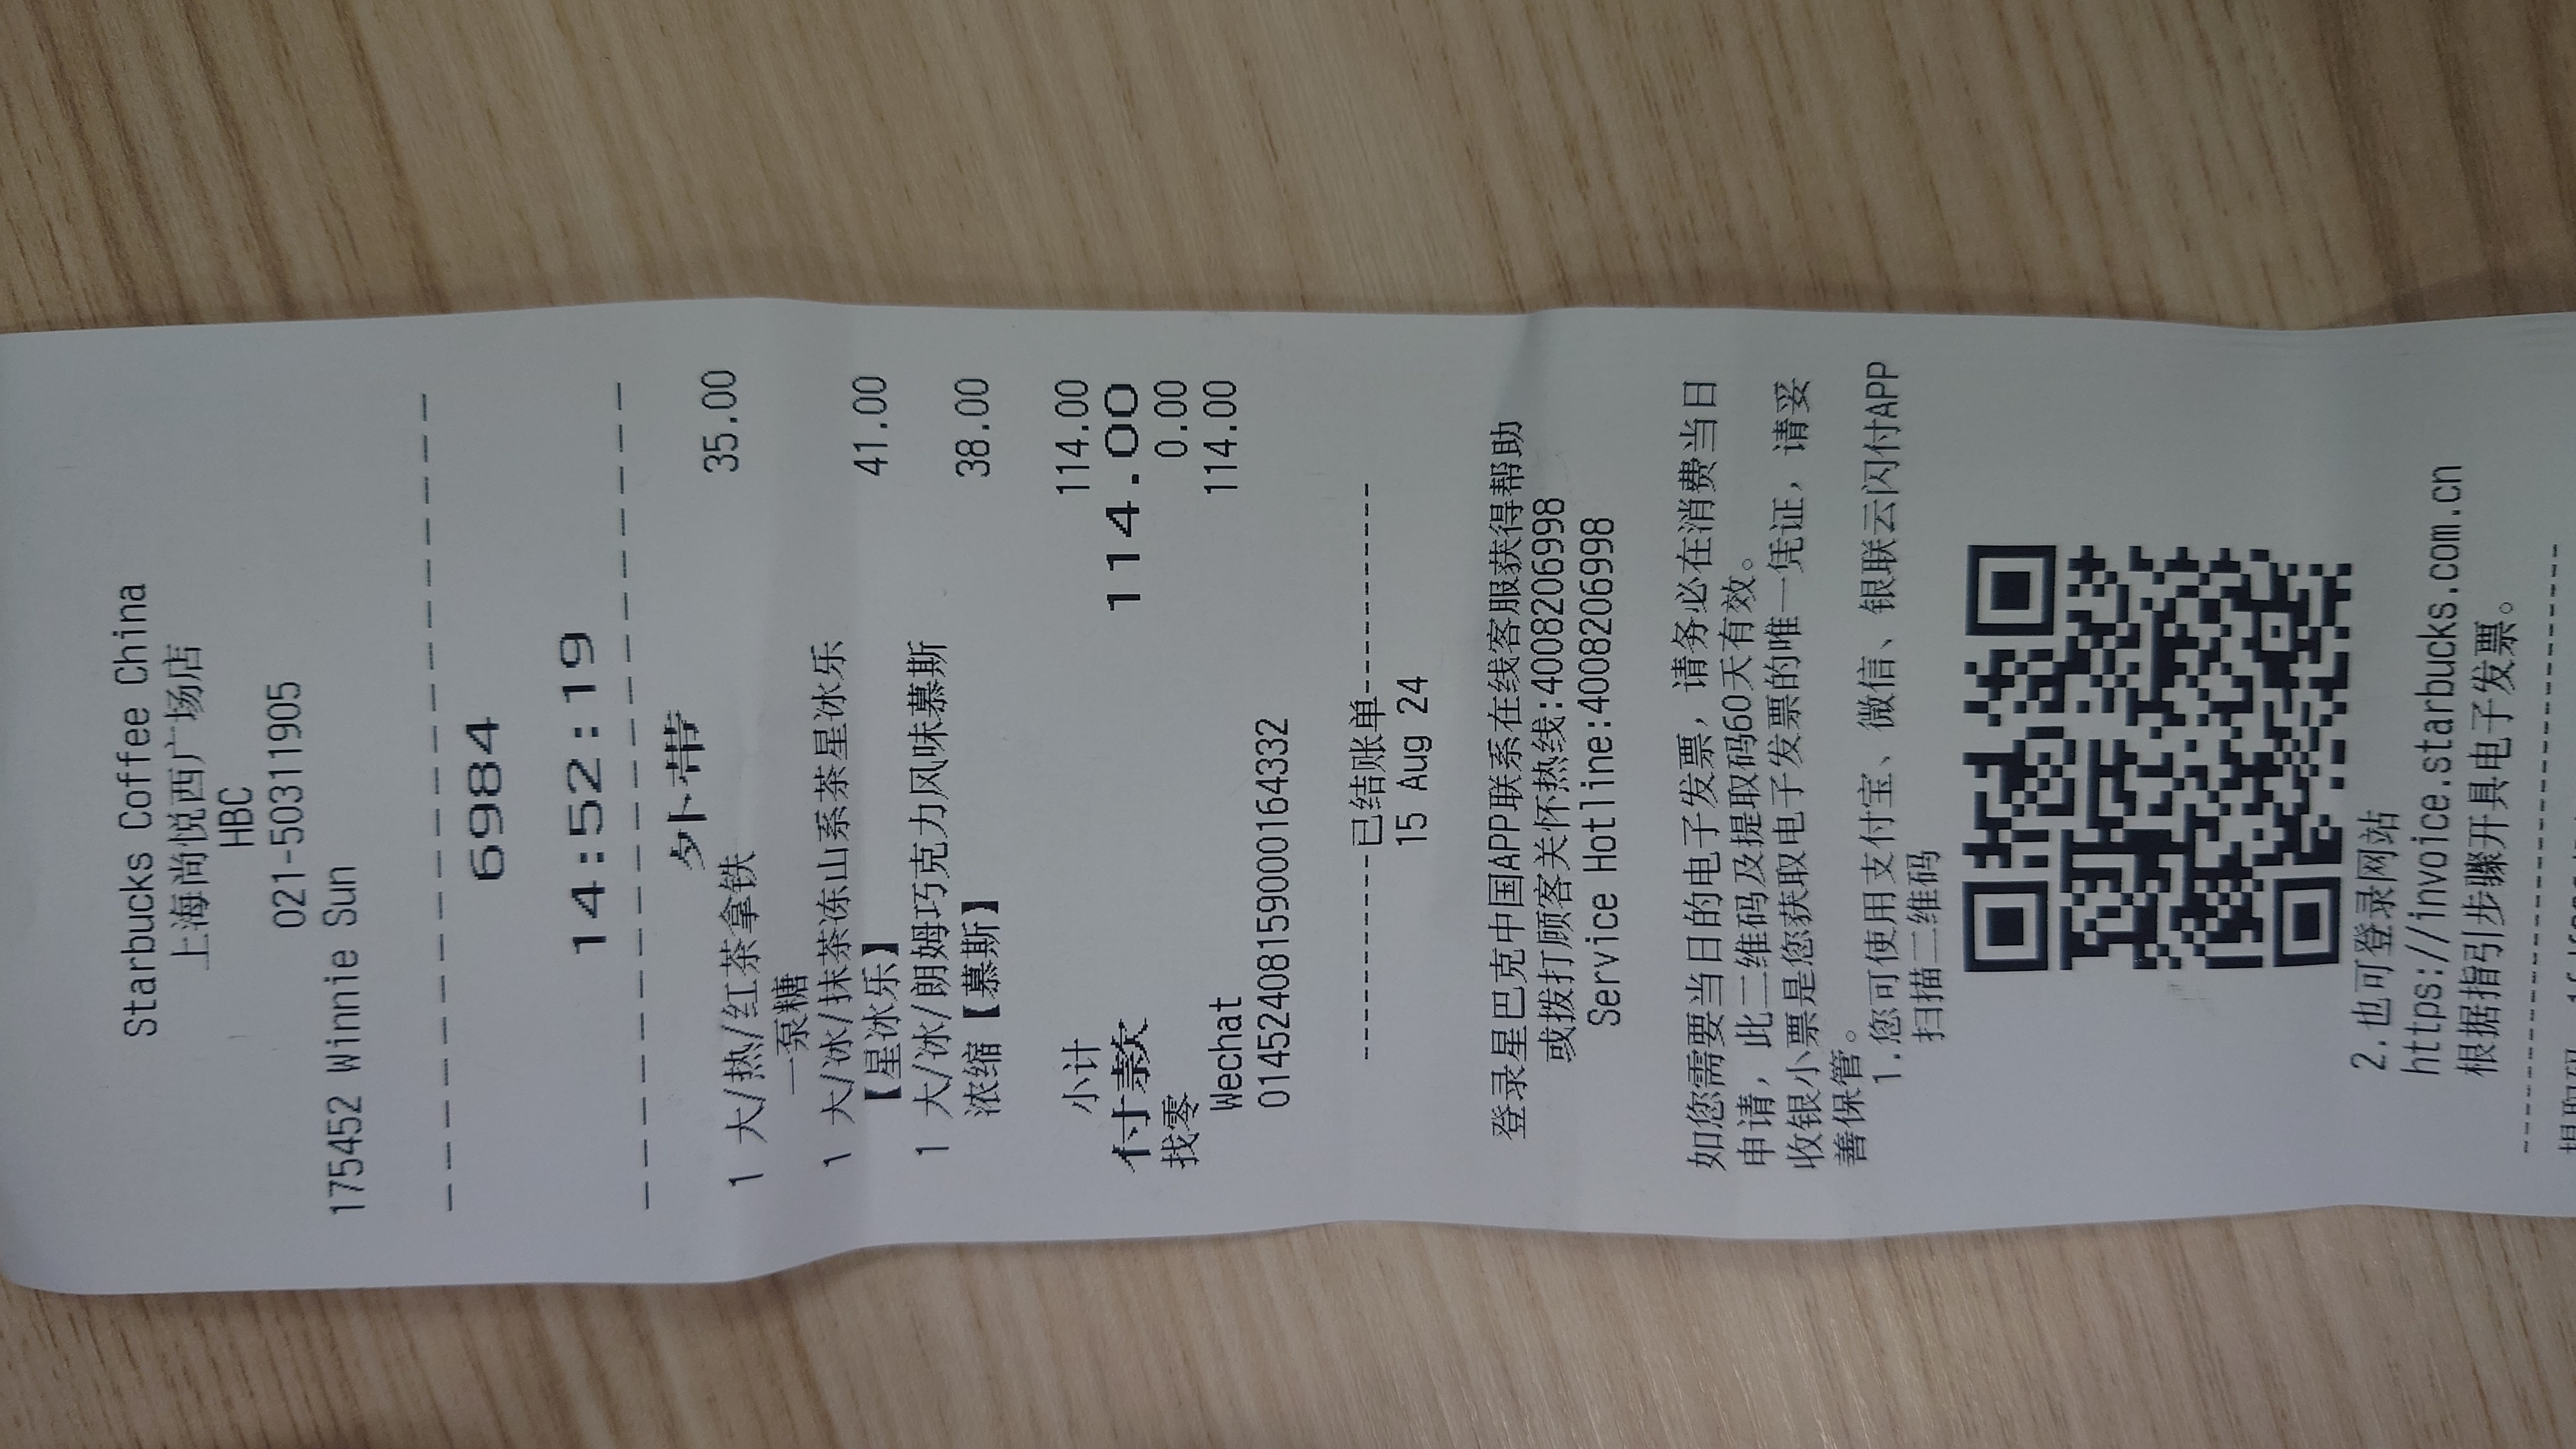 Starbucks Coffee China
上海尚悦西广场店
HBC
021-50311905
175452 Winnie Sun
6984
14:52:19
外带
1 大/热/红茶拿铁 35.00
一泵糖
1 大/冰/抹茶冻山系茶星冰乐 41.00
【星冰乐】
1 大/冰/朗姆巧克力风味慕斯 38.00
浓缩【慕斯】
小计 114.00
付款 114.00
找零 0.00
Wechat 114.00
01452408159000164332
------------已结账单------------
15 Aug 24
登录星巴克中国APP联系在线客服获得帮助
或拨打顾客关怀热线:4008206998
Service Hotline:4008206998
如您需要当日的电子发票，请务必在消费当日
申请，此二维码及提取码60天有效。
收银小票是您获取电子发票的唯一凭证，请妥
善保管。
1.您可使用支付宝、微信、银联云闪付APP
扫描二维码
2.也可登录网站
https://invoice.starbucks.com.cn
根据指引步骤开具电子发票。